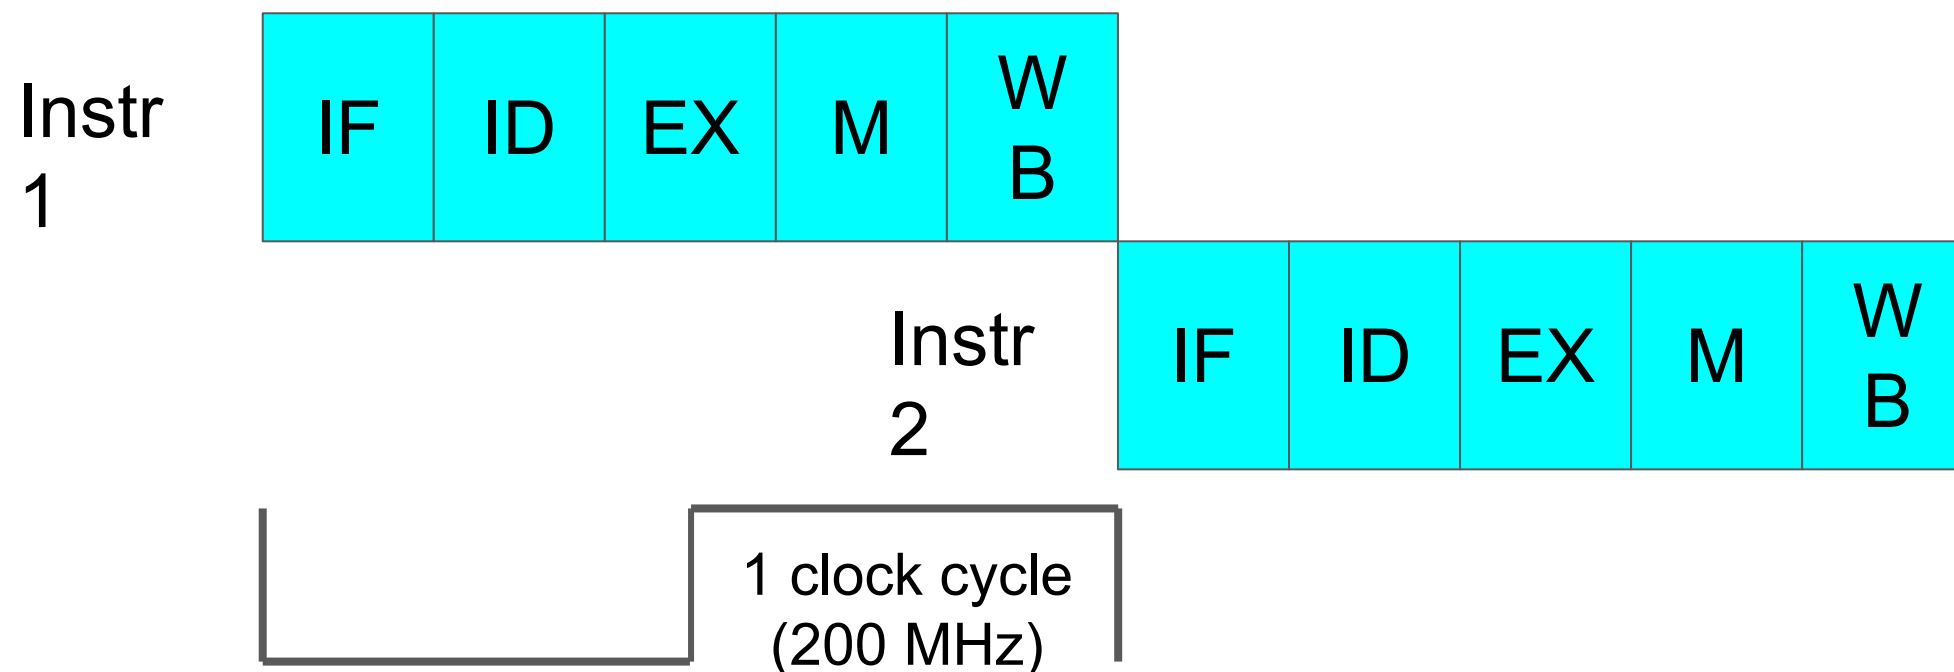 Instr
1
IF
ID
EX
M
W
B
Instr
2
IF
ID
EX
M
W
B
1 clock cycle
(200 MHz)